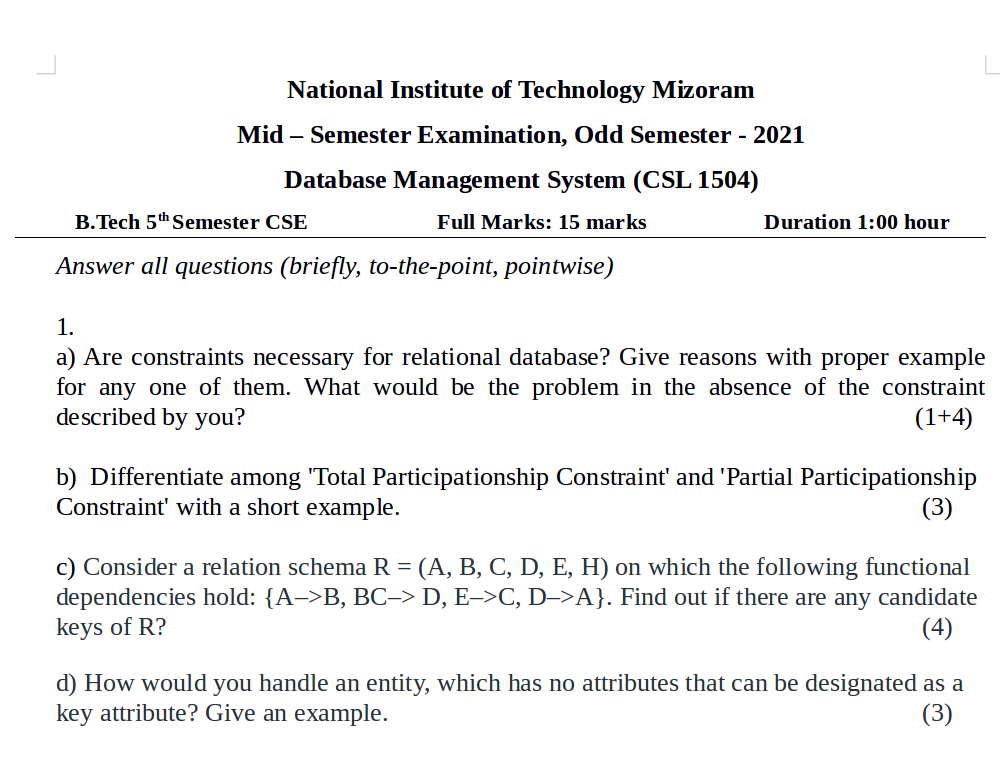 National Institute of Technology Mizoram
Mid – Semester Examination, Odd Semester - 2021
Database Management System (CSL 1504)
B.Tech 5th Semester CSE Full Marks: 15 marks Duration 1:00 hour
Answer all questions (briefly, to-the-point, pointwise)
1.
a) Are constraints necessary for relational database? Give reasons with proper example
for any one of them. What would be the problem in the absence of the constraint
described by you? (1+4)
b) Differentiate among 'Total Participationship Constraint' and 'Partial Participationship
Constraint' with a short example. (3)
c) Consider a relation schema R = (A, B, C, D, E, H) on which the following functional
dependencies hold: {A–>B, BC–> D, E–>C, D–>A}. Find out if there are any candidate
keys of R? (4)
d) How would you handle an entity, which has no attributes that can be designated as a
key attribute? Give an example. (3)